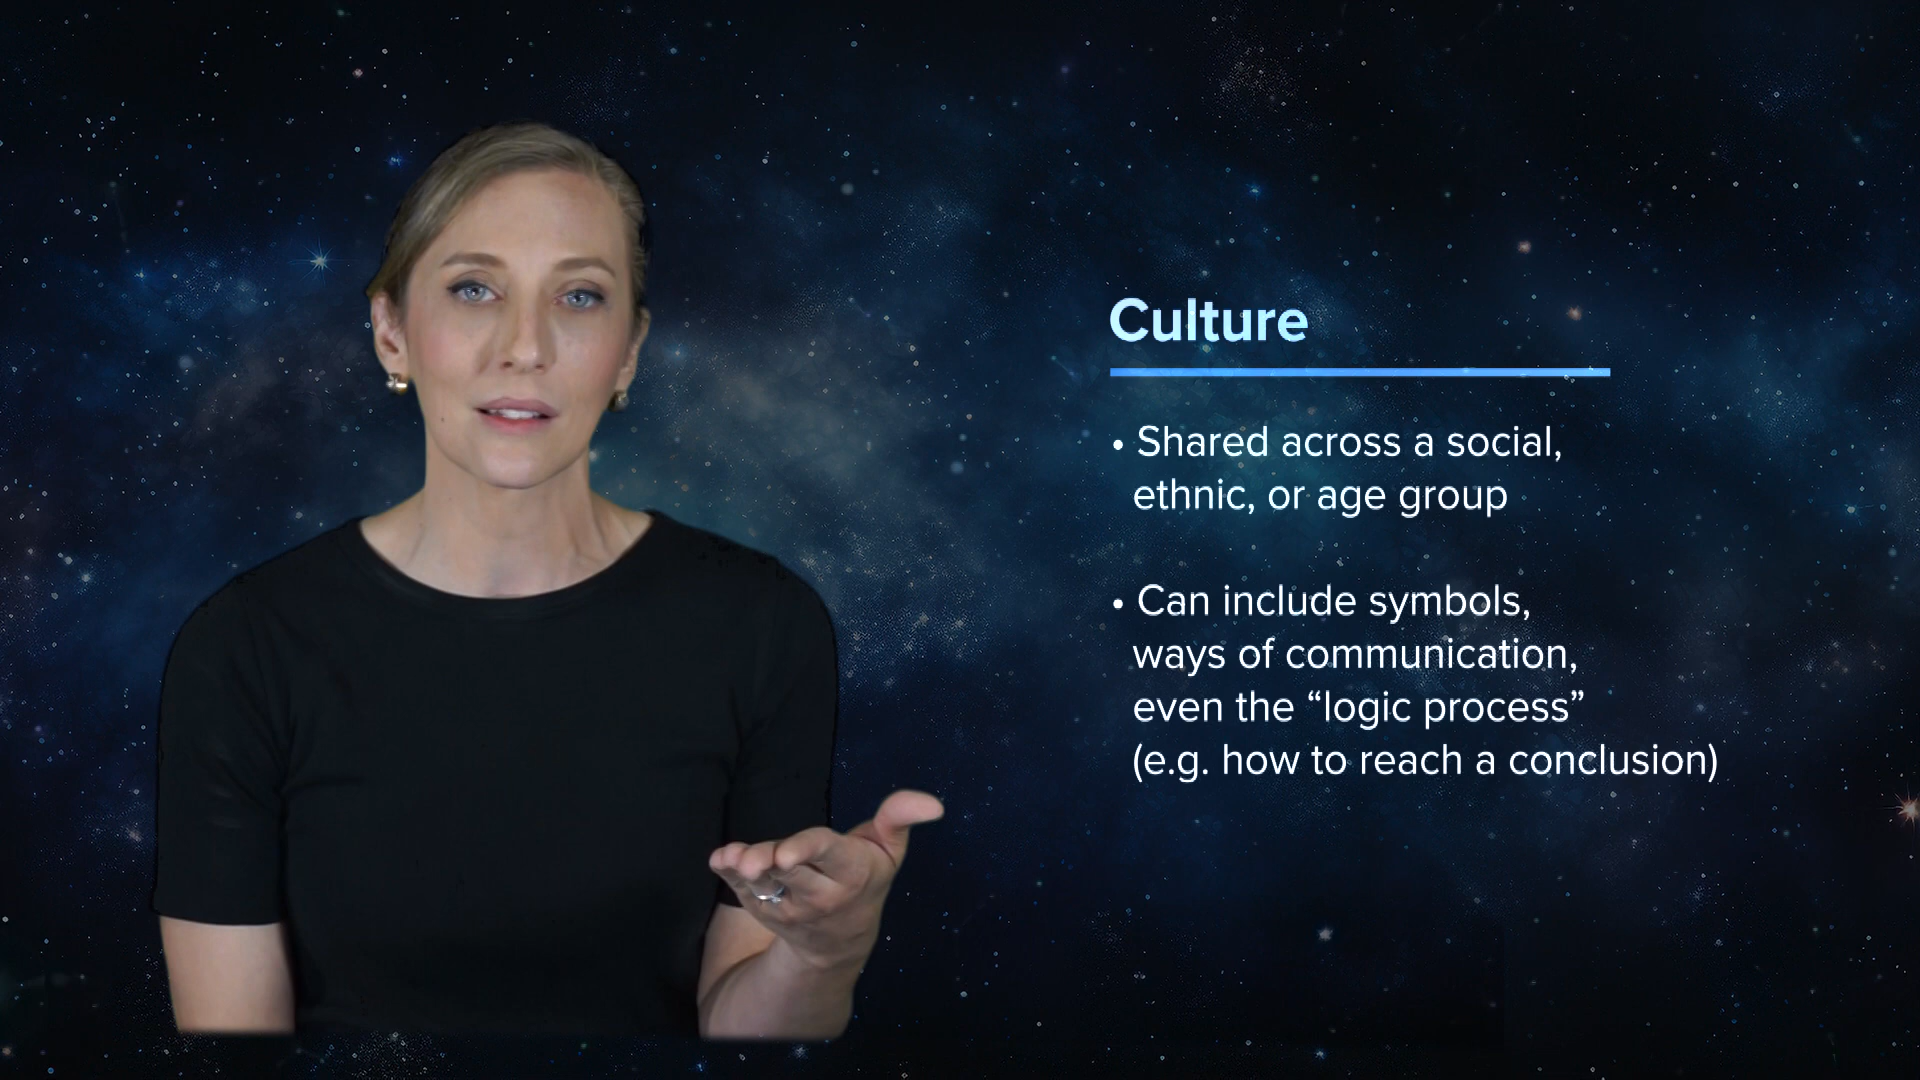 Culture
• Shared across a social,
ethnic, or age group
• Can include symbols,
ways of communication,
even the “logic process”
(e.g. how to reach a conclusion)